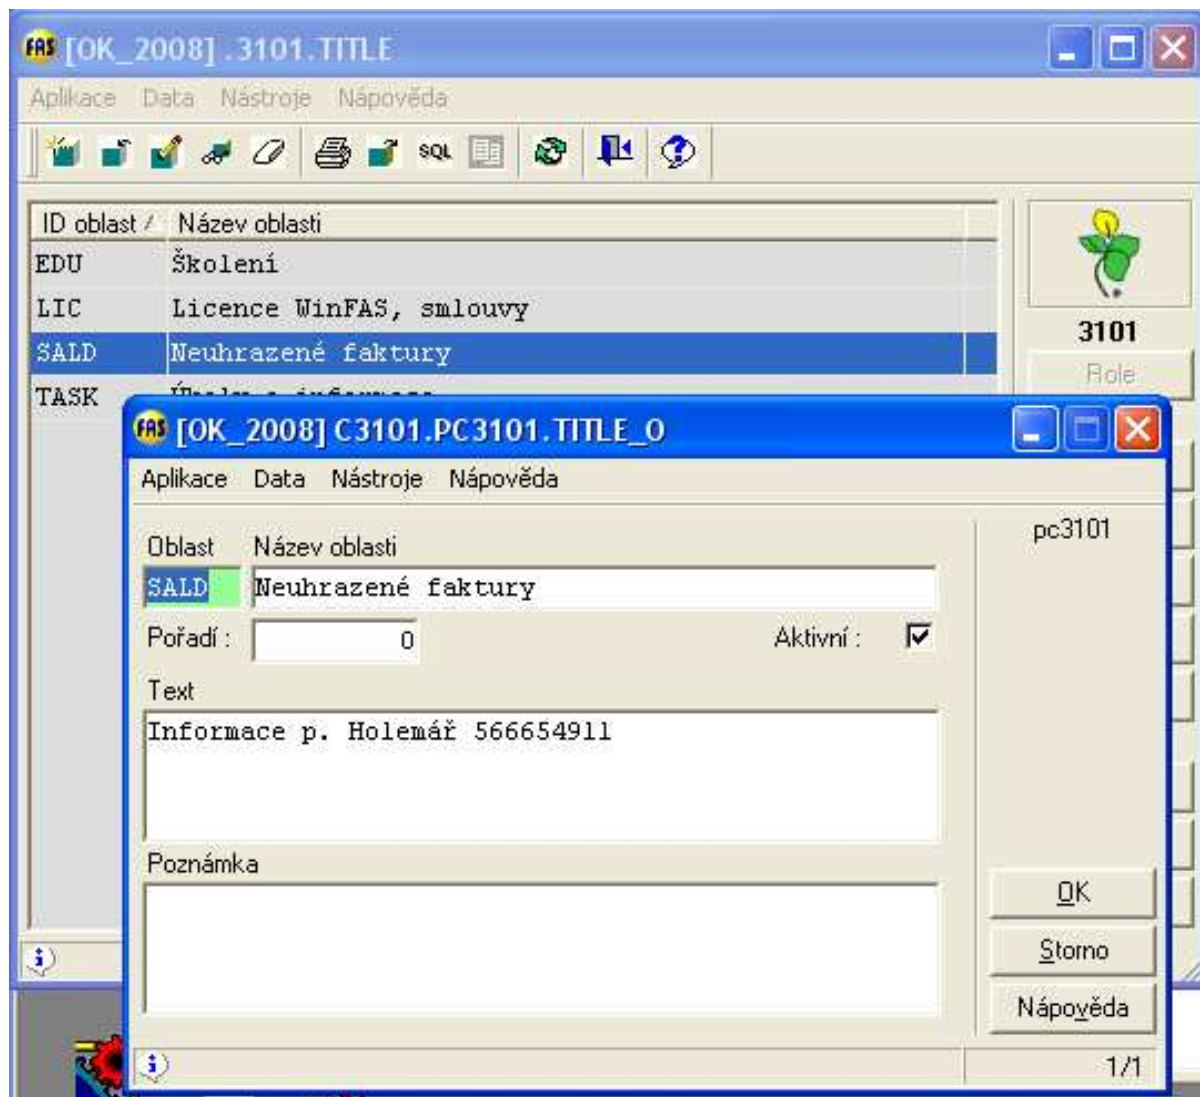 FAS [OK_2008] .3101.TITLE
Aplikace Data Nástroje Nápověda
SQL
ID oblast / Název oblasti
EDU Školení
LIC Licence WinFAS, smlouvy
SALD Neuhrazené faktury
TASK
3101
Role
FAS [OK_2008] C3101.PC3101.TITLE_O
Aplikace Data Nástroje Nápověda
pc3101
Oblast Název oblasti
SALD Neuhrazené faktury
Pořadí : 0 Aktivní :
Text
Informace p. Holemář 566654911
Poznámka
OK
Storno
Nápověda
1/1